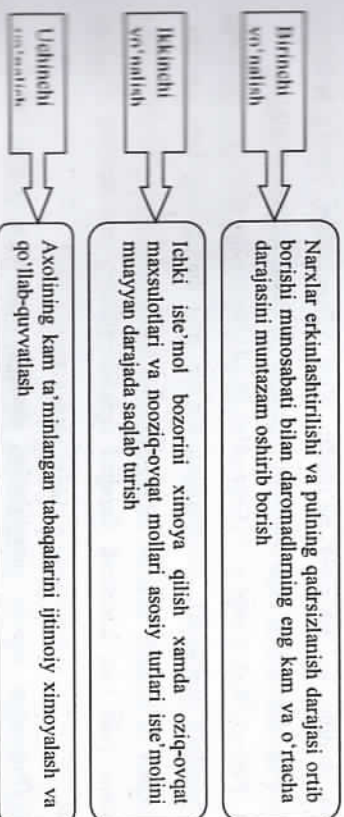 Birinchi
yo‘nalish
Narxlar erkinlashtirilishi va pulning qadrsizlanish darajasi ortib
borishi munosabati bilan daromadlarning eng kam va o‘rtacha
darajasini muntazam oshirib borish
Ikkinchi
yo‘nalish
Ichki iste’mol bozorini ximoya qilish xamda oziq-ovqat
maxsulotlari va nooziq-ovqat mollari asosiy turlari iste’molini
muayyan darajada saqlab turish
Uchinchi
yo‘nalish
Axolining kam ta’minlangan tabaqalarini ijtimoiy ximoyalash va
qo‘llab-quvvatlash